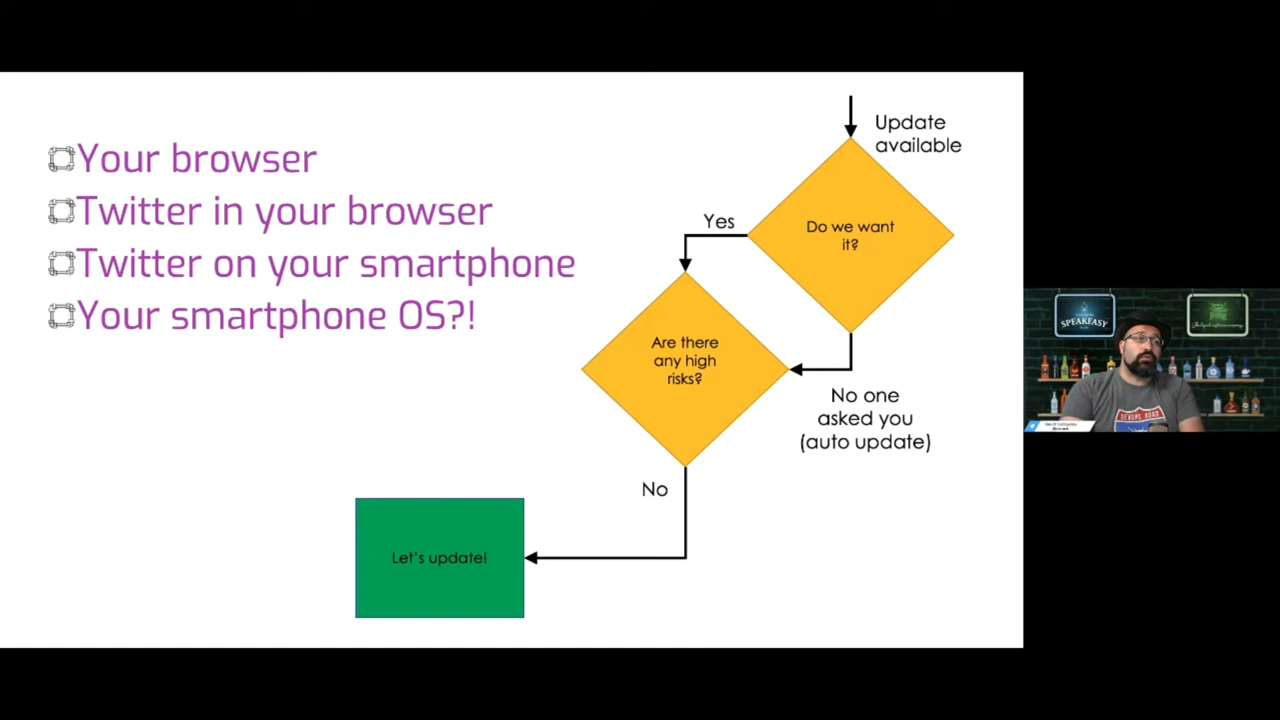 Your browser
Twitter in your browser
Twitter on your smartphone
Your smartphone OS?!
Update
available
Do we want
it?
Yes
Are there
any high
risks?
No one
asked you
(auto update)
No
Let's update!
SPEAKEASY
DEVOPS ROAD